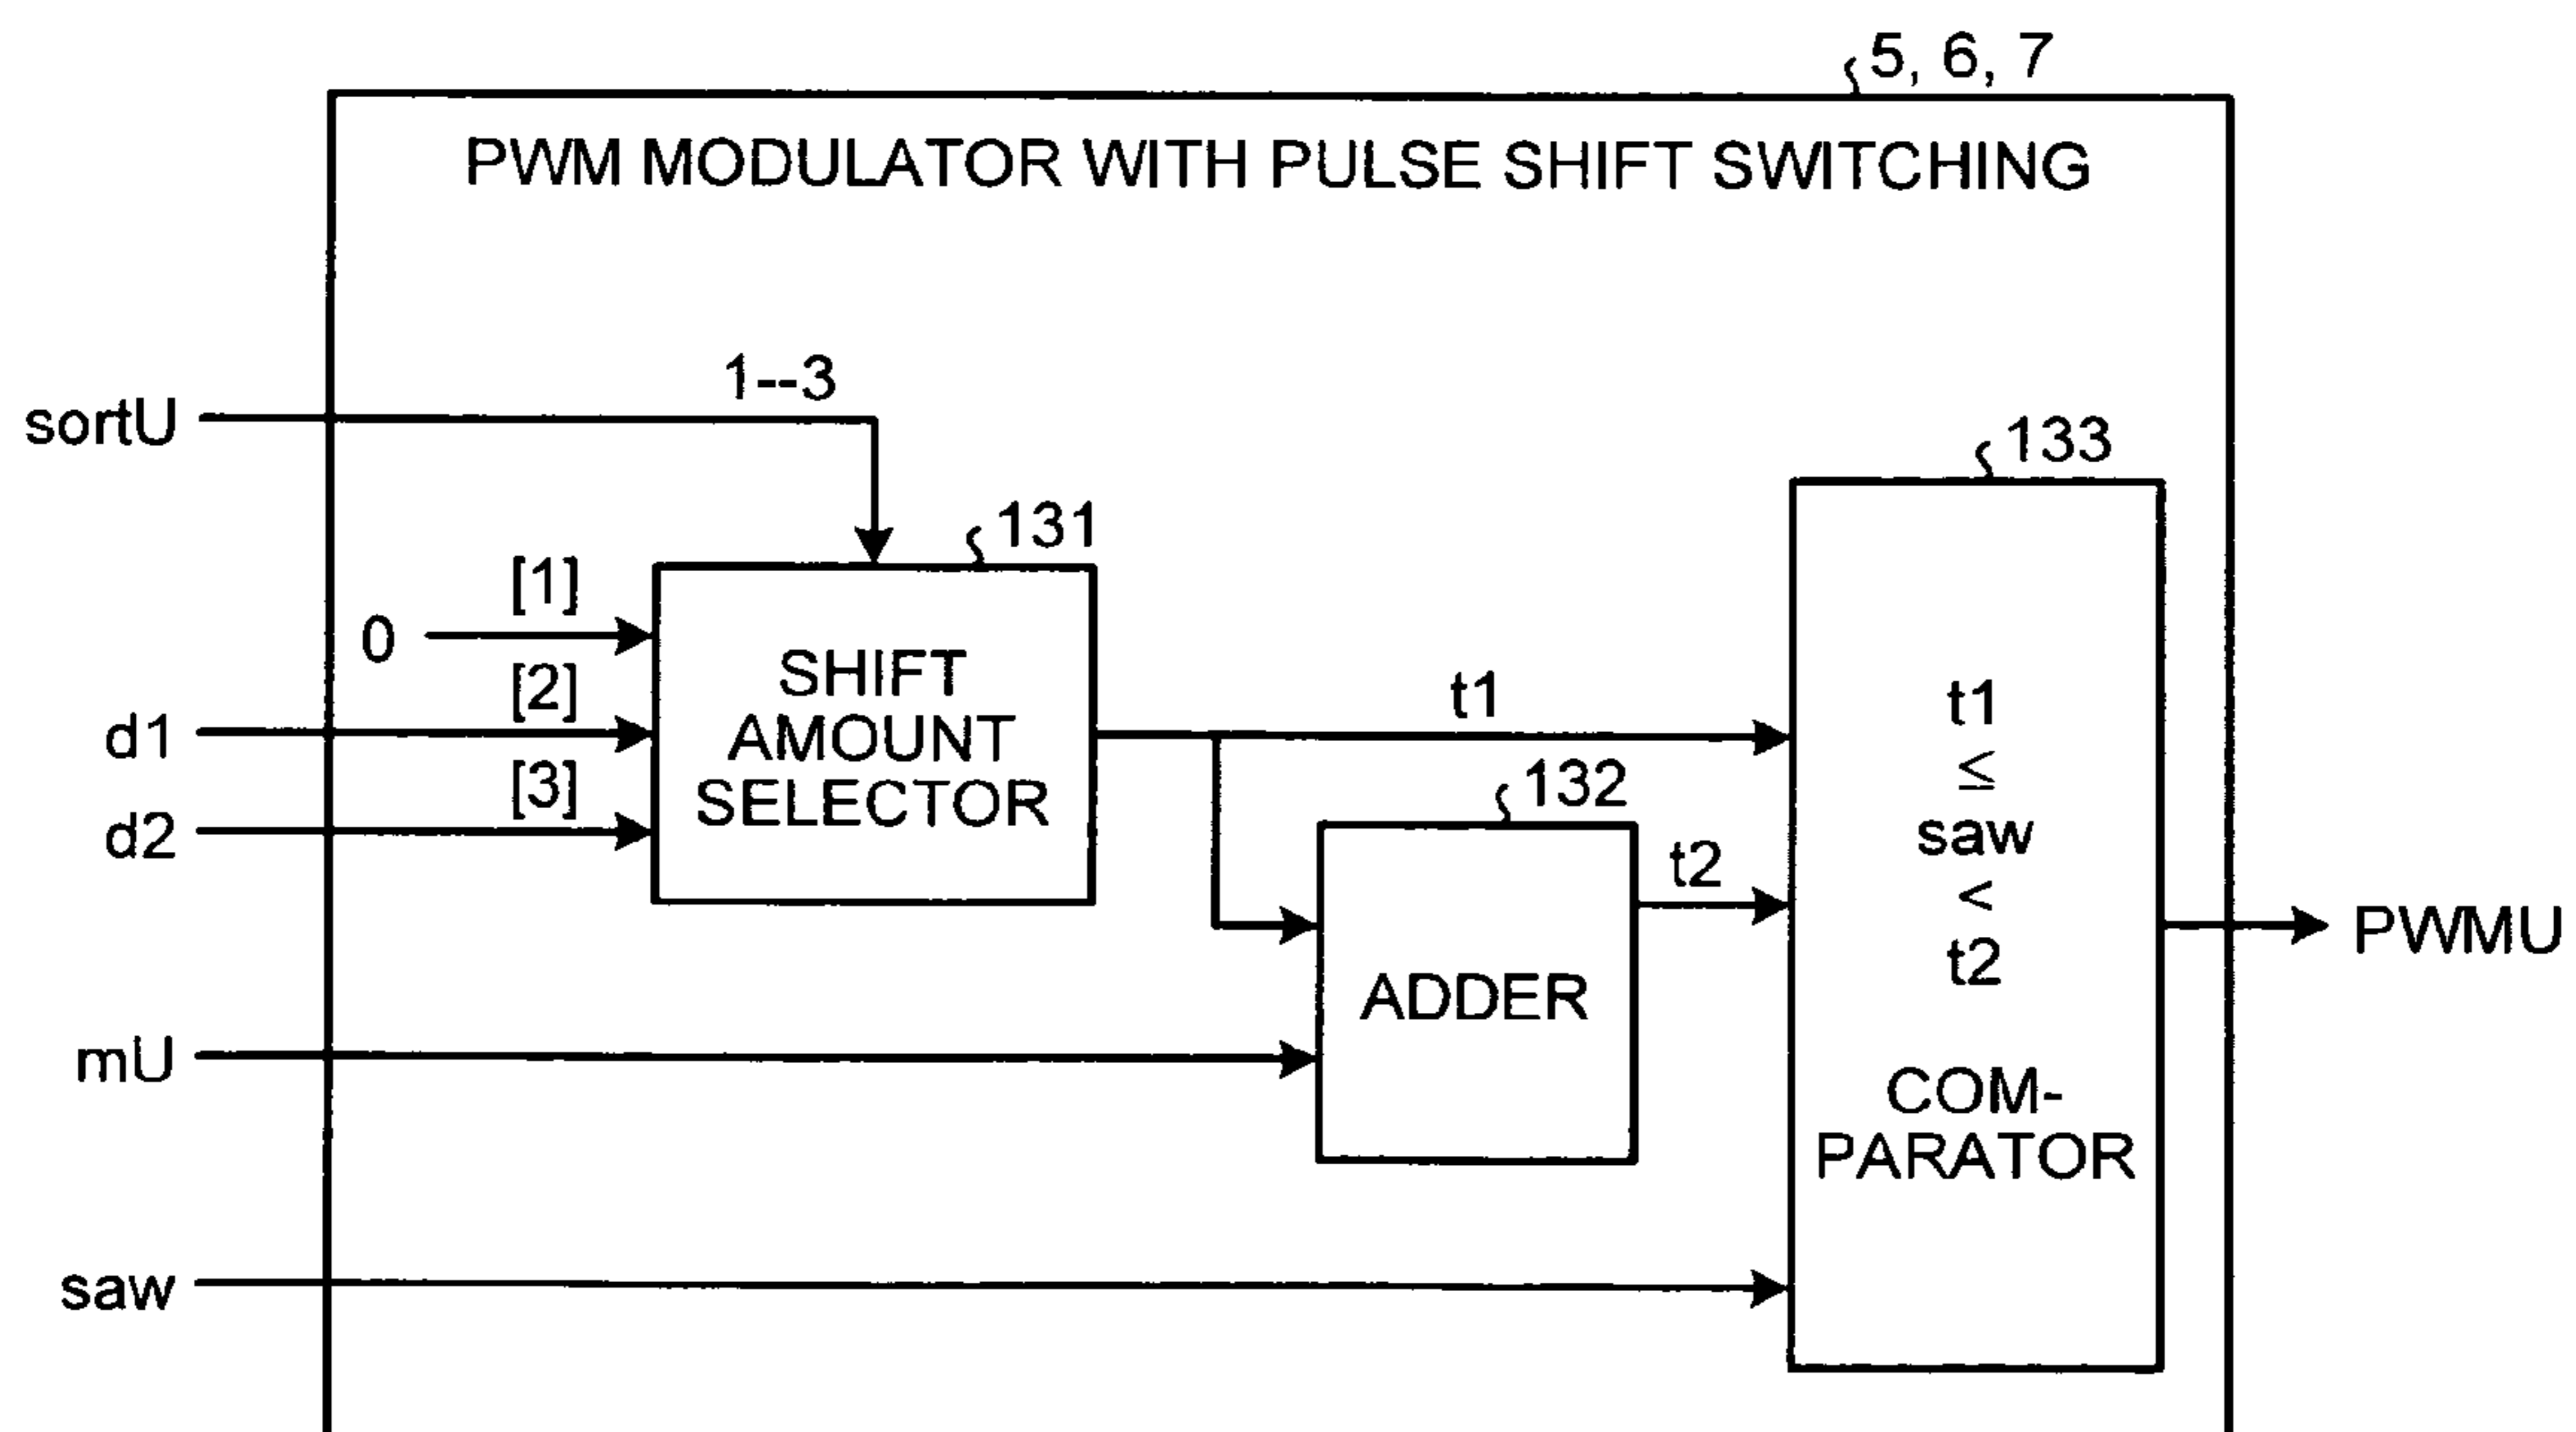 5, 6, 7
PWM MODULATOR WITH PULSE SHIFT SWITCHING
1--3
sortU
133
131
[1]
0
SHIFT
AMOUNT
SELECTOR
[2]
d1
[3]
d2
t1
132
t2
ADDER
t1
≤
saw
<
t2
COM-
PARATOR
PWMU
mU
saw